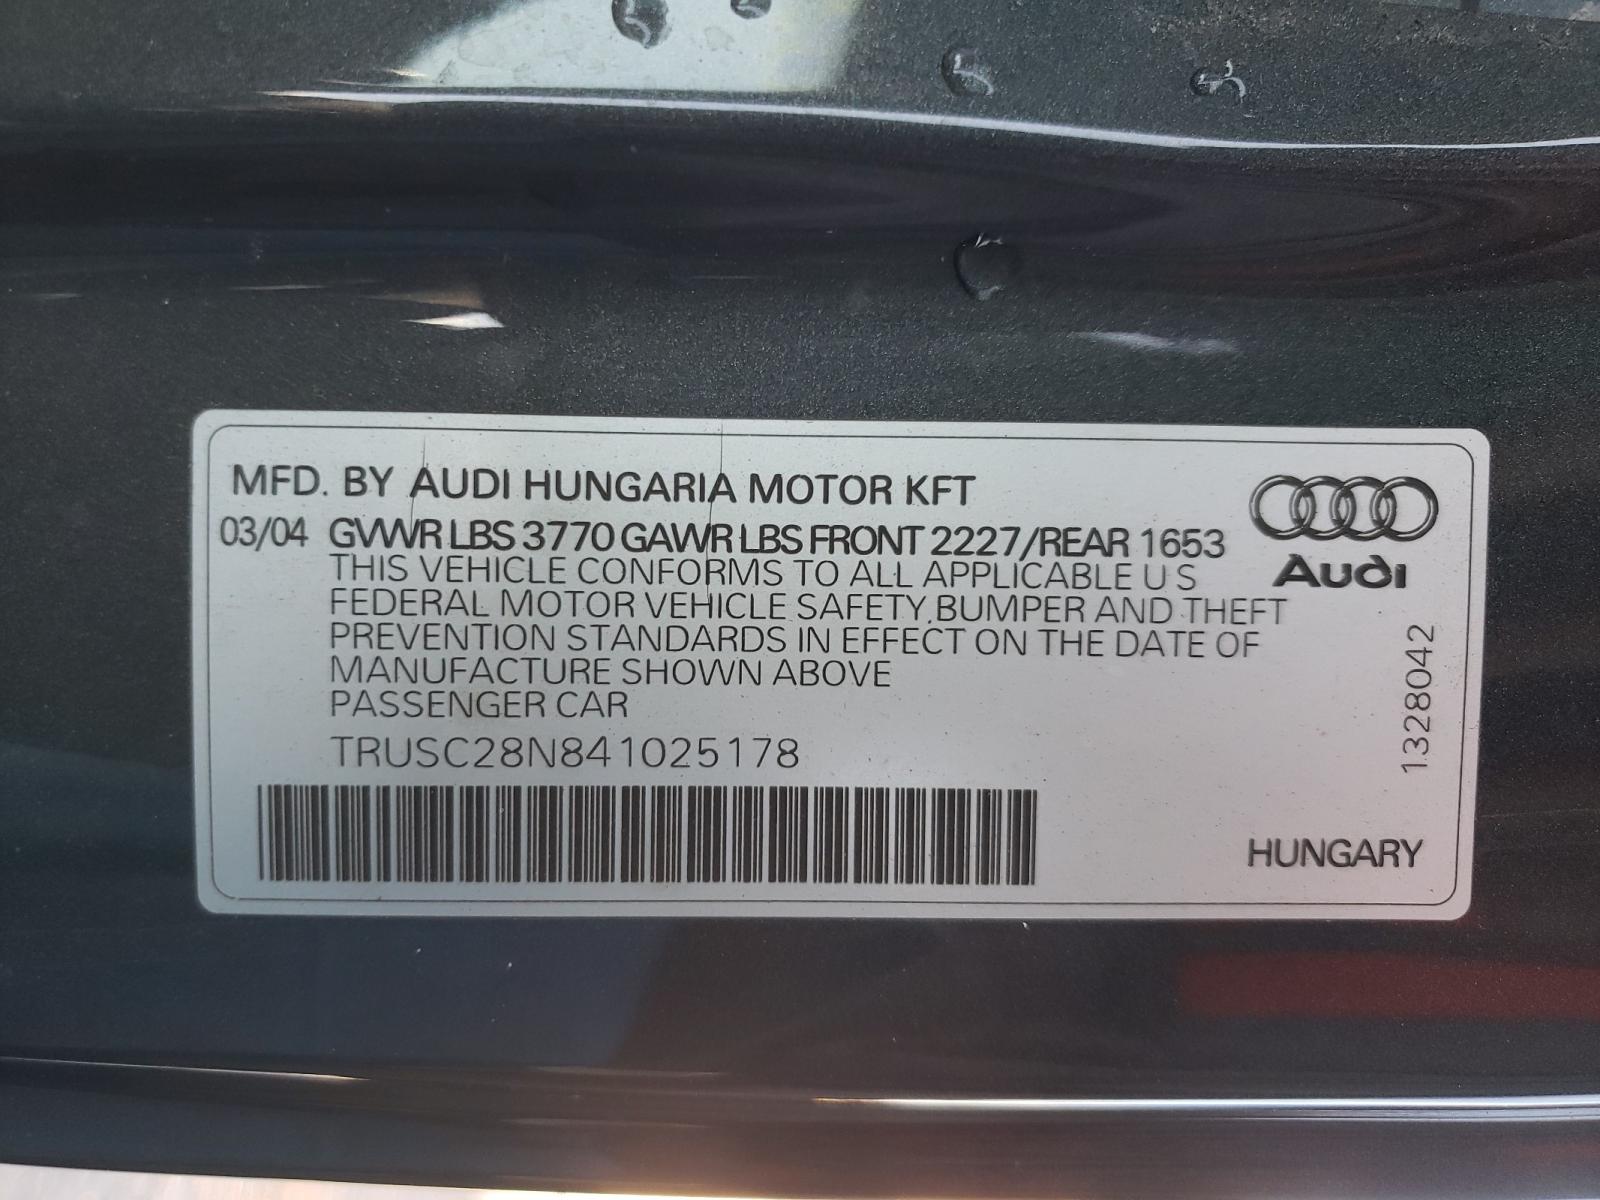 MFD. BY AUDI HUNGARIA MOTOR KFT
03/04 GVWR LBS 3770 GAWR LBS FRONT 2227/REAR 1653
THIS VEHICLE CONFORMS TO ALL APPLICABLE U S
FEDERAL MOTOR VEHICLE SAFETY,BUMPER AND THEFT
PREVENTION STANDARDS IN EFFECT ON THE DATE OF
MANUFACTURE SHOWN ABOVE
PASSENGER CAR
TRUSC28N841025178
Audi
1328042
HUNGARY